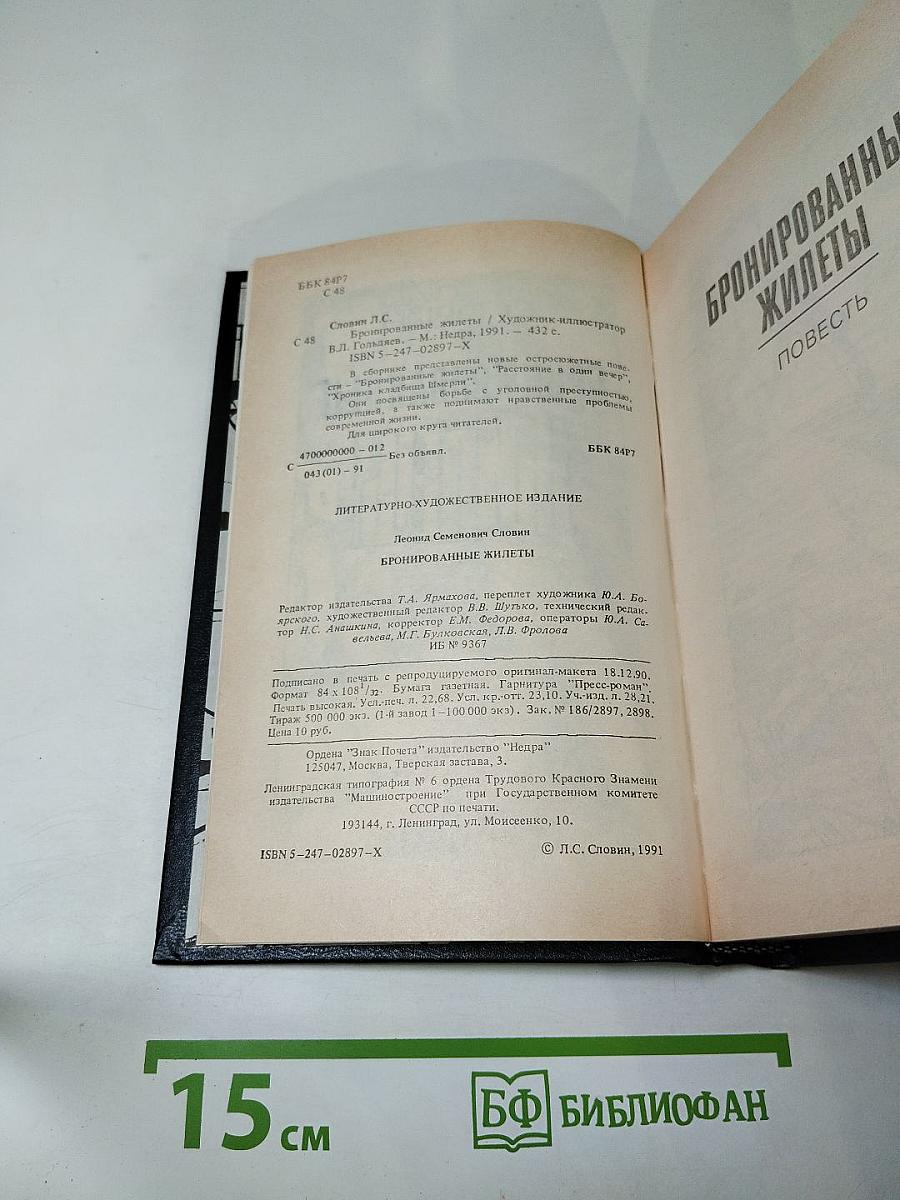 ББК 84Р7
С 48
Словин Л.С.
С 48 Бронированные жилеты / Художник-иллюстратор
В.Л. Гольдяев. – М.: Недра, 1991. – 432 с.
ISBN 5–247–02897–X
В сборнике представлены новые остросюжетные пове-
сти – "Бронированные жилеты", "Расстояние в один вечер",
"Хроника кладбища Шмерли".
Они посвящены борьбе с уголовной преступностью,
коррупцией, а также поднимают нравственные проблемы
современной жизни.
Для широкого круга читателей.
С 4700000000 – 012
043(01) – 91
Без объявл.
ББК 84Р7
ЛИТЕРАТУРНО-ХУДОЖЕСТВЕННОЕ ИЗДАНИЕ
Леонид Семенович Словин
БРОНИРОВАННЫЕ ЖИЛЕТЫ
Редактор издательства Т.А. Ярмахова, переплет художника Ю.А. Бо-
ярского, художественный редактор В.В. Шутько, технический редак-
тор Н.С. Анашкина, корректор Е.М. Федорова, операторы Ю.А. Са-
вельева, М.Г. Булковская, Л.В. Фролова
ИБ № 9367
Подписано в печать с репродуцируемого оригинал-макета 18.12.90.
Формат 84 x 108 1/32. Бумага газетная. Гарнитура "Пресс-роман".
Печать высокая. Усл.-печ. л. 22,68. Усл. кр.-отт. 23,10. Уч.-изд. л. 28,21.
Тираж 500 000 экз. (1-й завод 1–100 000 экз). Зак. № 186/2897, 2898.
Цена 10 руб.
Ордена "Знак Почета" издательство "Недра"
125047, Москва, Тверская застава, 3.
Ленинградская типография № 6 ордена Трудового Красного Знамени
издательства "Машиностроение" при Государственном комитете
СССР по печати.
193144, г. Ленинград, ул. Моисеенко, 10.
ISBN 5–247–02897–X
© Л.С. Словин, 1991
БРОНИРОВАННЫ
ЖИЛЕТЫ
ПОВЕСТЬ
15 см
БФ БИБЛИОФАН